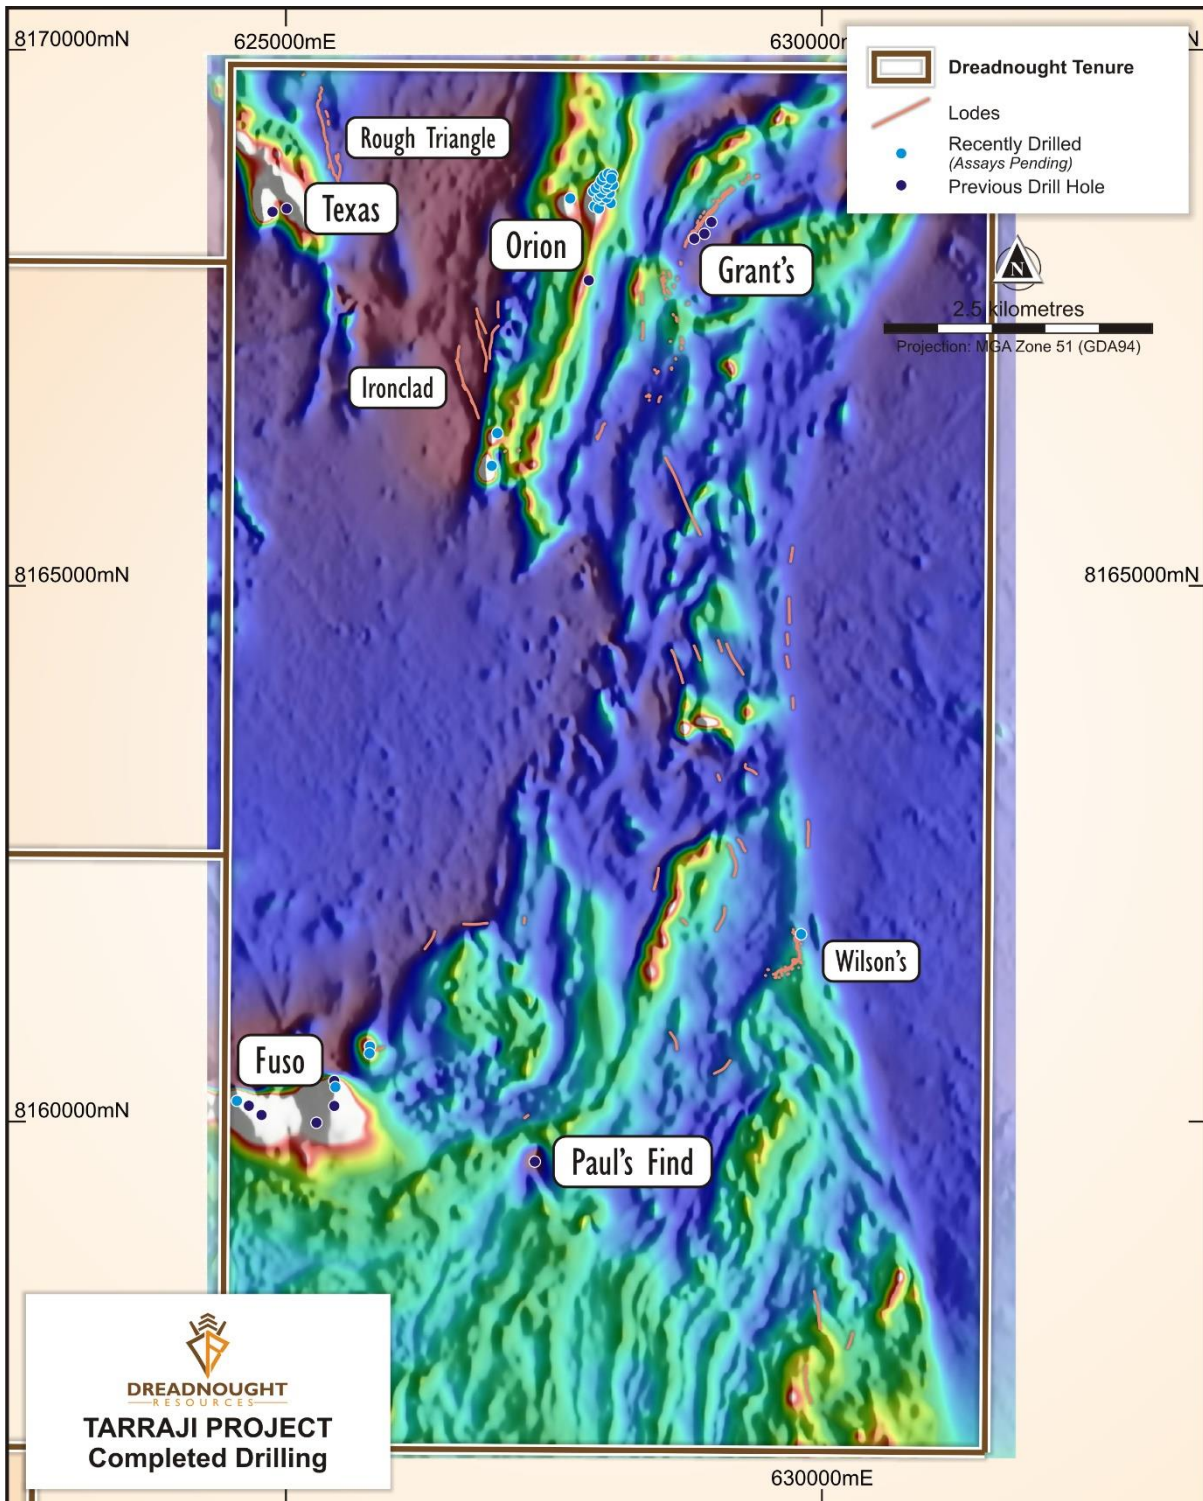 8170000mN
625000mE
630000m
N
Dreadnought Tenure
Lodes
Recently Drilled
(Assays Pending)
Previous Drill Hole
Rough Triangle
Texas
Orion
Grant's
N
2.5 kilometres
Projection: MGA Zone 51 (GDA94)
Ironclad
8165000mN
8165000mN
Wilson's
Fuso
8160000mN
Paul's Find
DREADNOUGHT
RESOURCES
TARRAJI PROJECT
Completed Drilling
630000mE